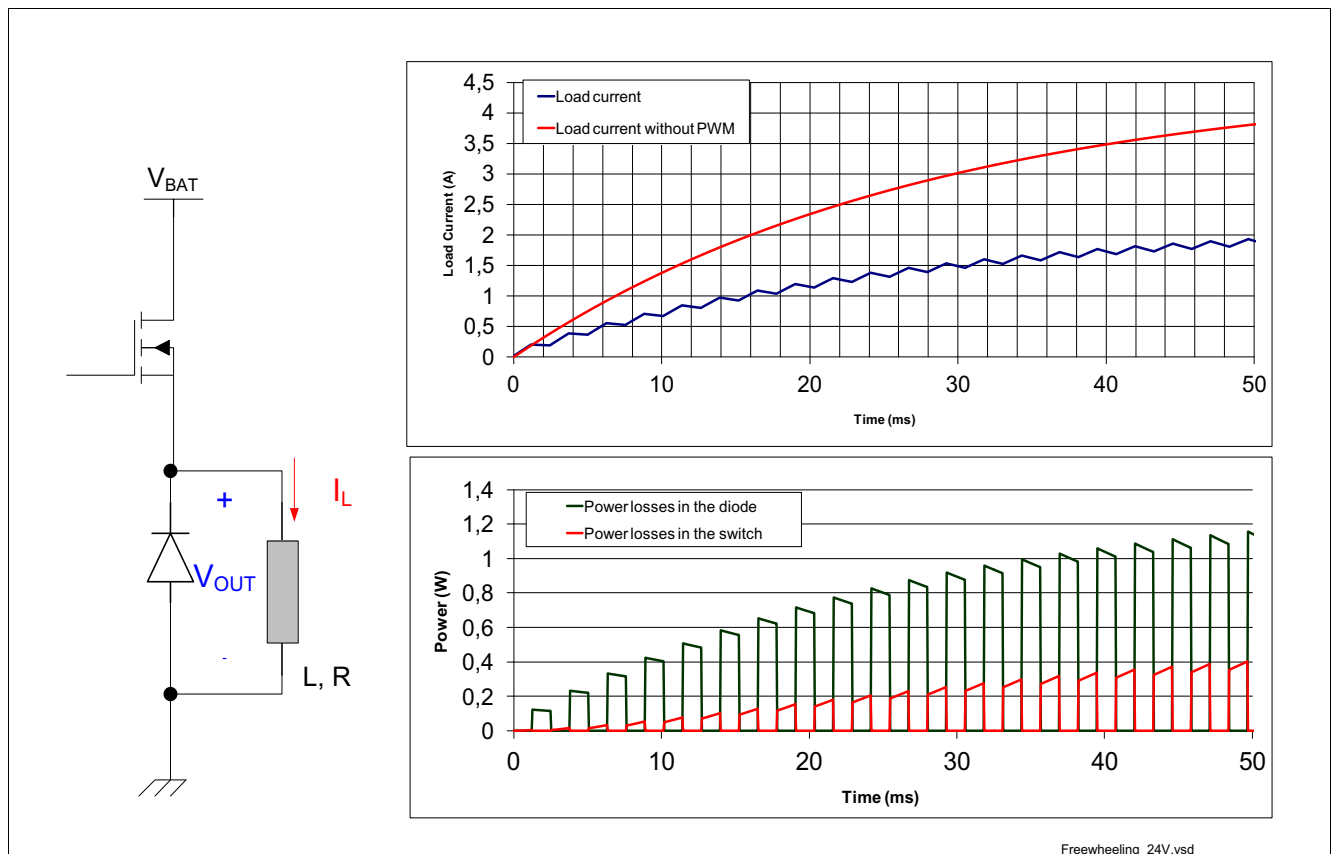 V_BAT
+
V_OUT
-
I_L
L, R
4,5
4
3,5
3
2,5
2
1,5
1
0,5
0
Load Current (A)
Load current
Load current without PWM
0 10 20 30 40 50
Time (ms)
1,4
1,2
1
0,8
0,6
0,4
0,2
0
Power (W)
Power losses in the diode
Power losses in the switch
0 10 20 30 40 50
Time (ms)
Freewheeling_24V.vsd